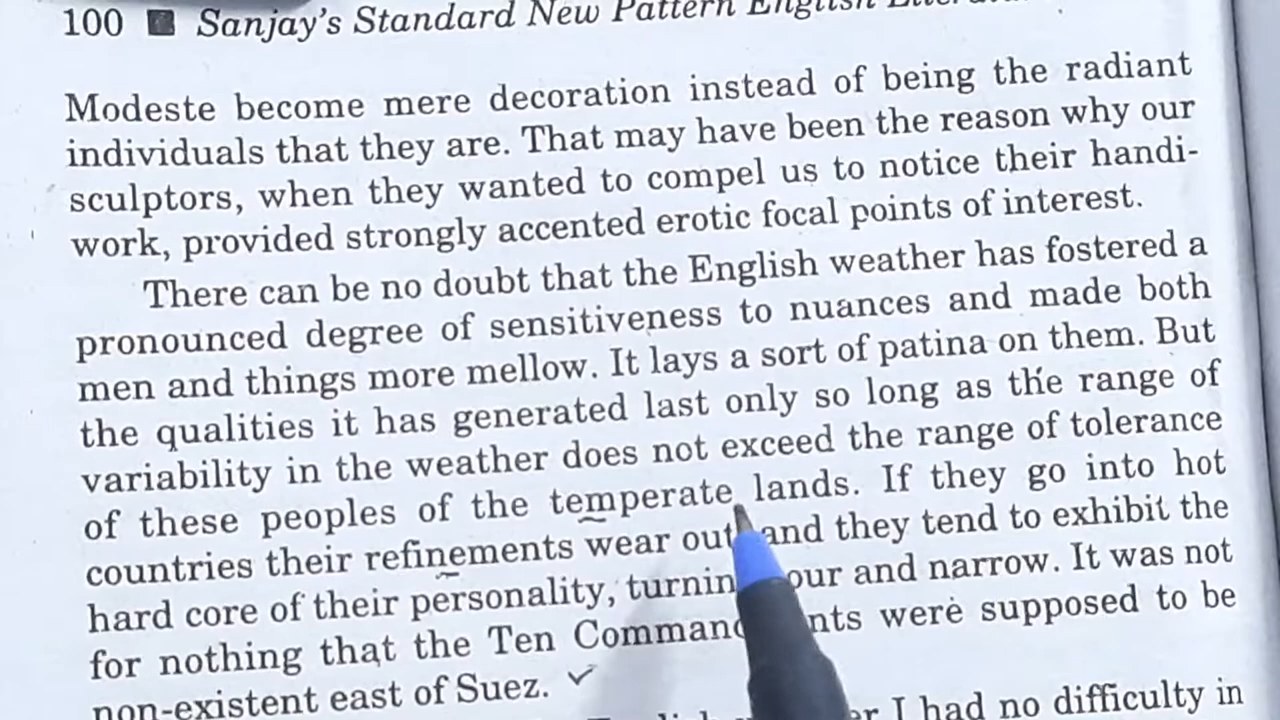 100 ■ Sanjay's Standard New Pattern English
Modeste become mere decoration instead of being the radiant
individuals that they are. That may have been the reason why our
sculptors, when they wanted to compel us to notice their handi-
work, provided strongly accented erotic focal points of interest.
There can be no doubt that the English weather has fostered a
pronounced degree of sensitiveness to nuances and made both
men and things more mellow. It lays a sort of patina on them. But
the qualities it has generated last only so long as the range of
variability in the weather does not exceed the range of tolerance
of these peoples of the temperate lands. If they go into hot
countries their refinements wear out and they tend to exhibit the
hard core of their personality, turnin our and narrow. It was not
for nothing that the Ten Comman nts were supposed to be
non-existent east of Suez.
I had no difficulty in